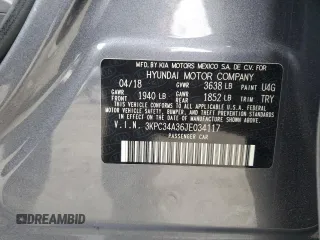 MFD. BY KIA MOTORS MEXICO S.A. DE C.V. FOR
HYUNDAI MOTOR COMPANY
04/18 GVWR 3638 LB PAINT U4G
GAWR FRONT 1940 LB GAWR REAR 1852 LB TRIM TRY
THIS VEHICLE CONFORMS TO ALL APPLICABLE
U.S. FEDERAL MOTOR VEHICLE SAFETY, BUMPER, AND
THEFT PREVENTION STANDARDS IN EFFECT ON
THE DATE OF MANUFACTURE SHOWN ABOVE.
V.I.N. 3KPC34A36JE034117
PASSENGER CAR
DREAMBID